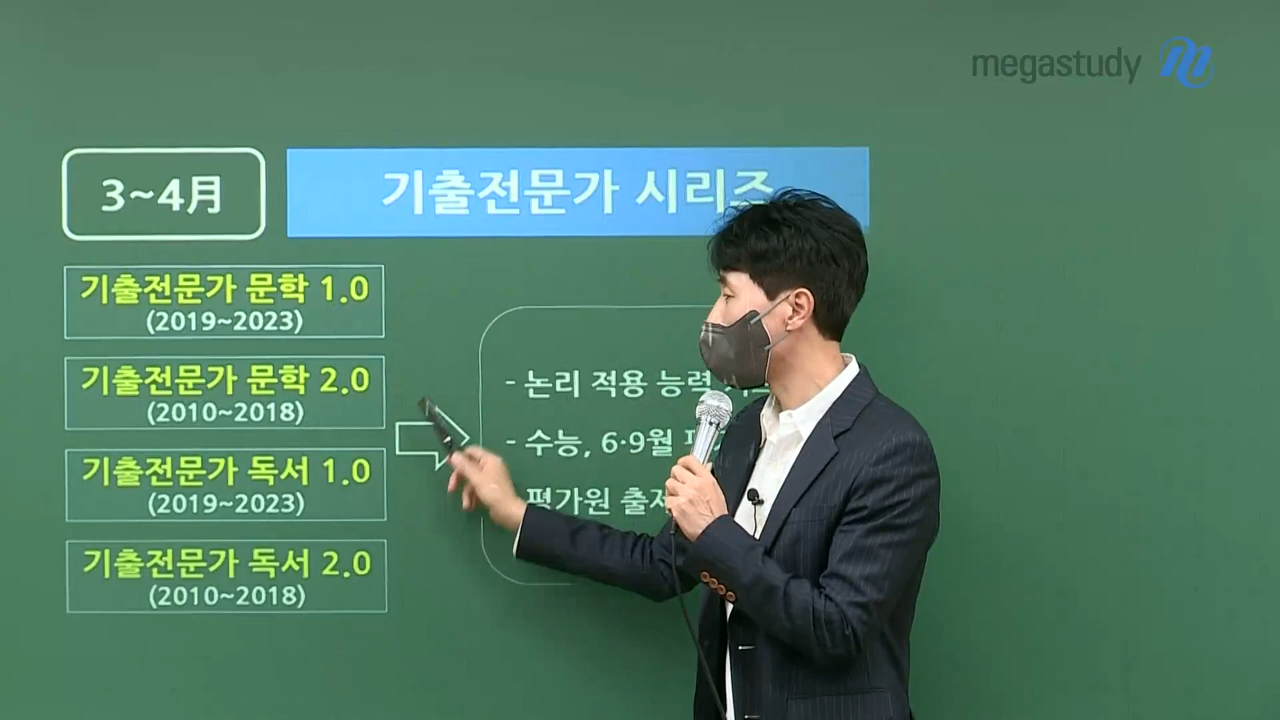 megastudy
3~4月
기출전문가 시리즈
기출전문가 문학 1.0
(2019~2023)
기출전문가 문학 2.0
(2010~2018)
기출전문가 독서 1.0
(2019~2023)
기출전문가 독서 2.0
(2010~2018)
- 논리 적용 능력
- 수능, 6·9월
평가원